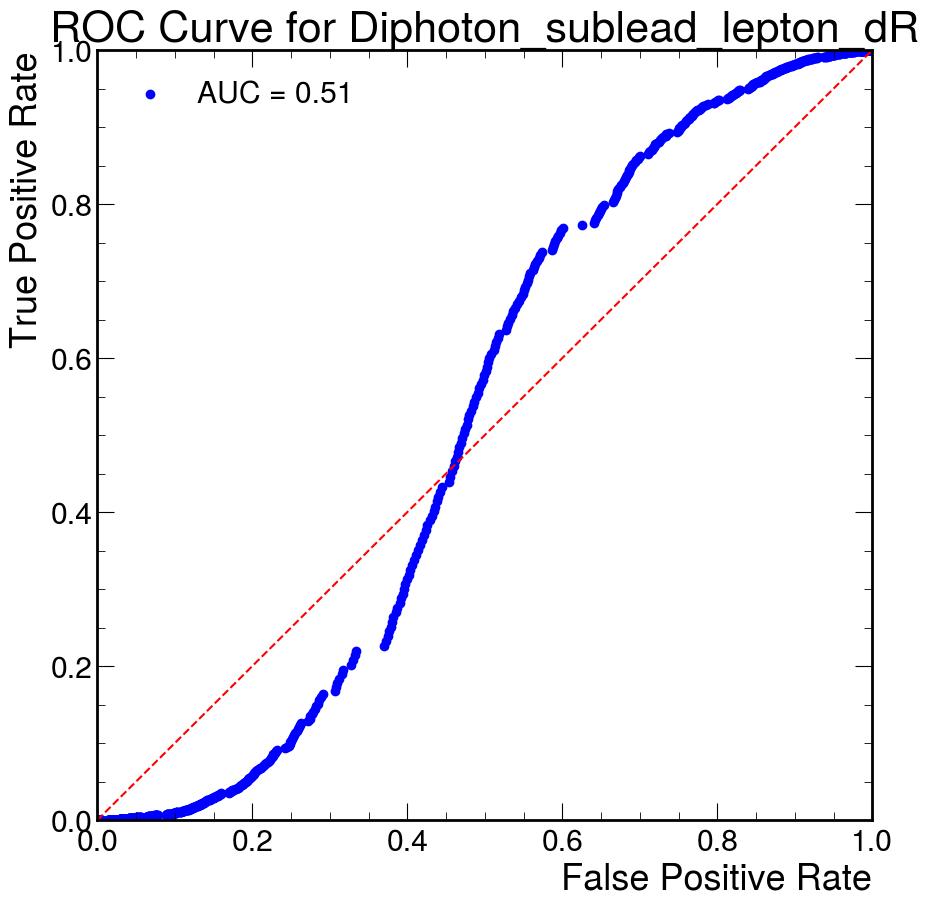 ROC Curve for Diphoton_sublead_lepton_dR
AUC = 0.51
True Positive Rate
1.0
0.8
0.6
0.4
0.2
0.0
0.0 0.2 0.4 0.6 0.8 1.0
False Positive Rate